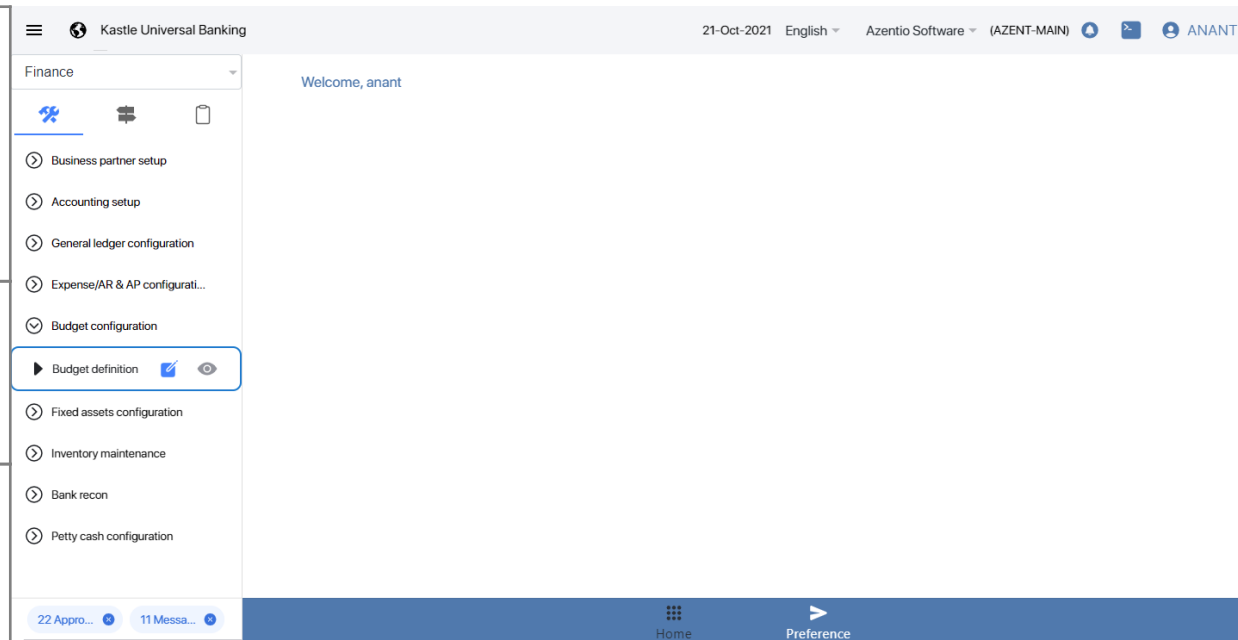 Kastle Universal Banking 21-Oct-2021 English Azentio Software (AZENT-MAIN) ANANT
Finance
Welcome, anant
Business partner setup
Accounting setup
General ledger configuration
Expense/AR & AP configurati...
Budget configuration
Budget definition
Fixed assets configuration
Inventory maintenance
Bank recon
Petty cash configuration
22 Appro... 11 Messa...
Home Preference